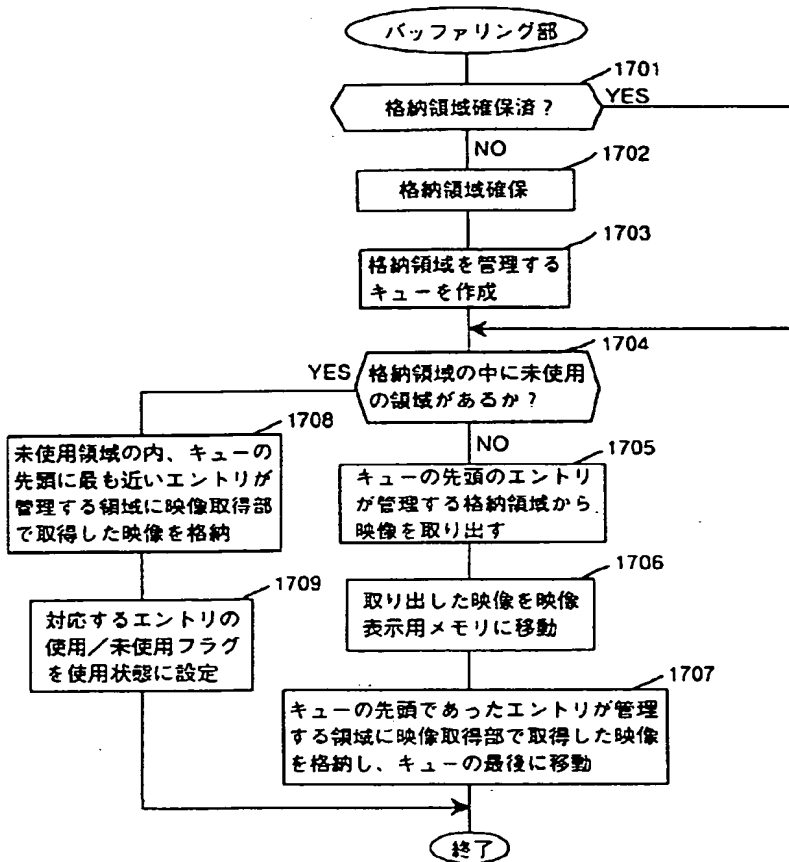 バッファリング部
1701
格納領域確保済？
YES
NO
1702
格納領域確保
1703
格納領域を管理する
キューを作成
1704
格納領域の中に未使用
の領域があるか？
YES
NO
1708
未使用領域の内、キューの
先頭に最も近いエントリが
管理する領域に映像取得部
で取得した映像を格納
1705
キューの先頭のエントリ
が管理する格納領域から
映像を取り出す
1706
取り出した映像を映像
表示用メモリに移動
1709
対応するエントリの
使用／未使用フラグ
を使用状態に設定
1707
キューの先頭であったエントリが管理
する領域に映像取得部で取得した映像
を格納し、キューの最後に移動
終了